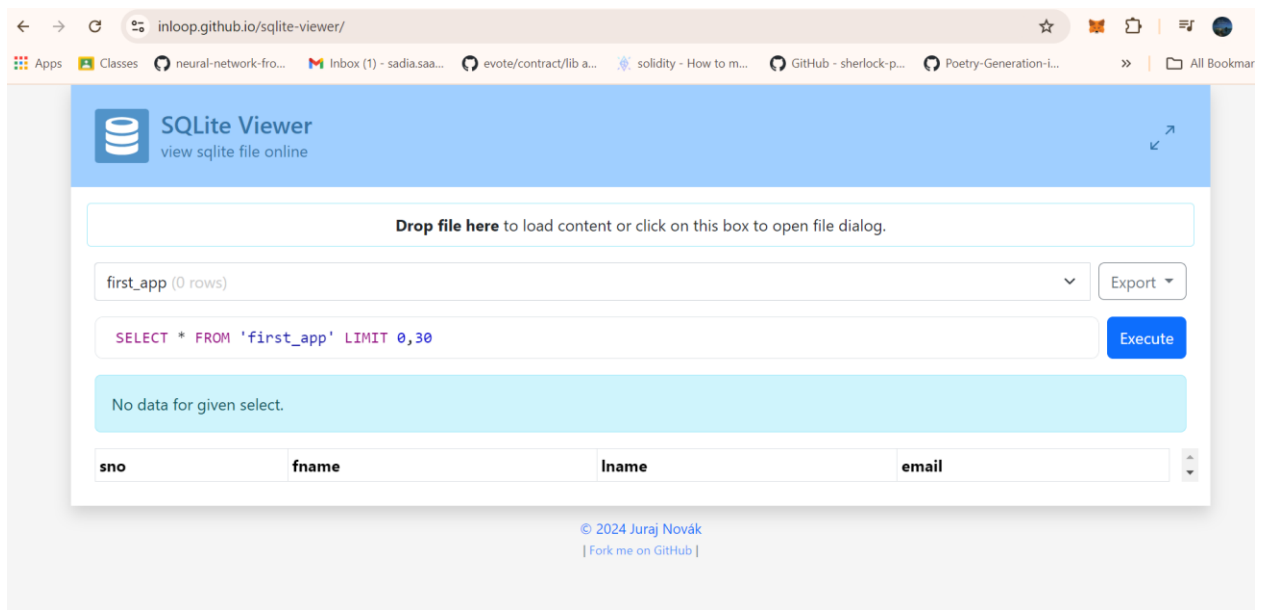 inloop.github.io/sqlite-viewer/
Apps Classes neural-network-fro... Inbox (1) - sadia.saa... evote/contract/lib a... solidity - How to m... GitHub - sherlock-p... Poetry-Generation-i... » All Bookmar
SQLite Viewer
view sqlite file online
Drop file here to load content or click on this box to open file dialog.
first_app (0 rows) Export
SELECT * FROM 'first_app' LIMIT 0,30 Execute
No data for given select.
sno fname lname email
© 2024 Juraj Novák
| Fork me on GitHub |